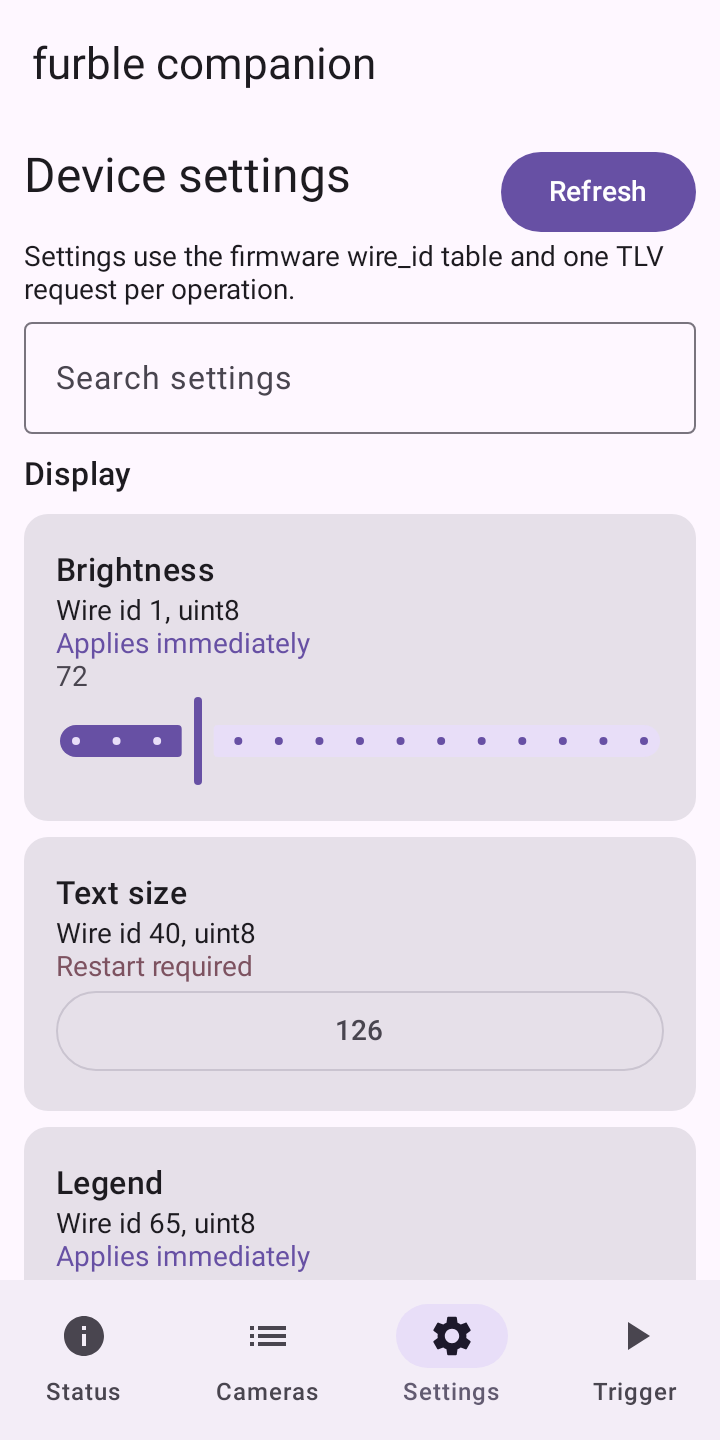 furble companion
Device settings
Refresh
Settings use the firmware wire_id table and one TLV
request per operation.
Search settings
Display
Brightness
Wire id 1, uint8
Applies immediately
72
Text size
Wire id 40, uint8
Restart required
126
Legend
Wire id 65, uint8
Applies immediately
Status
Cameras
Settings
Trigger